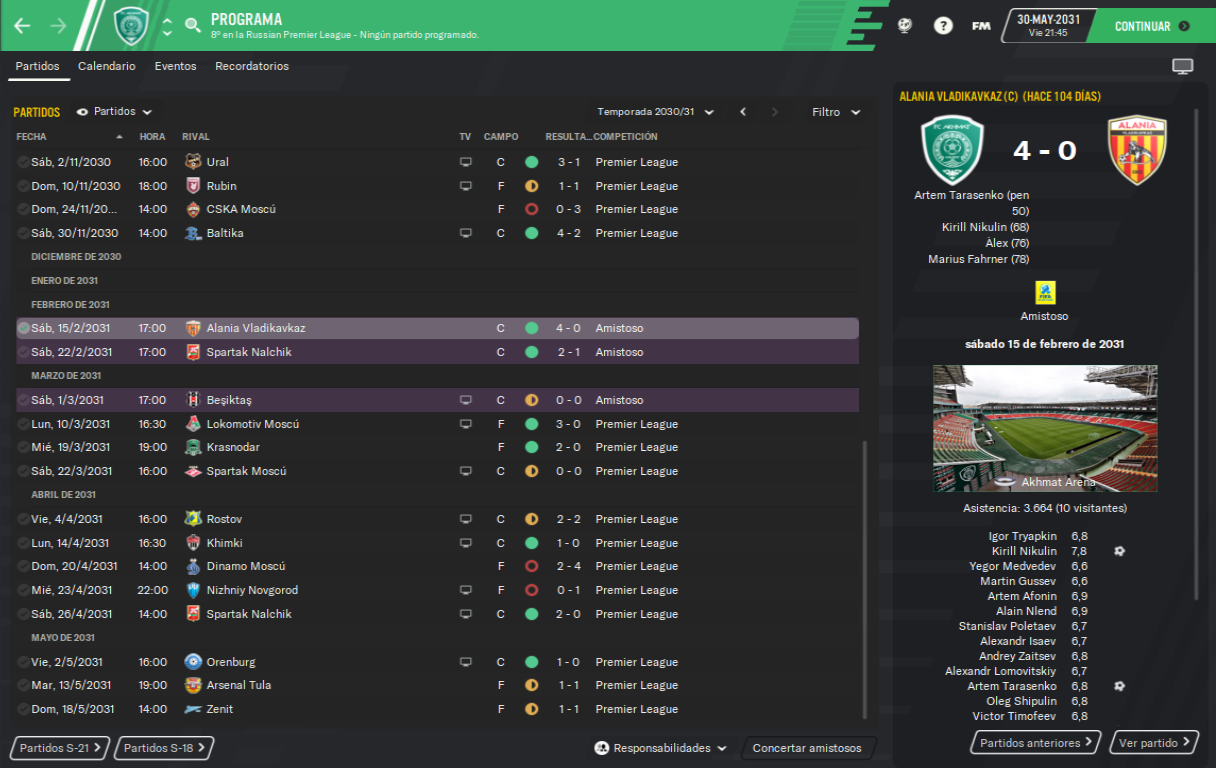 PROGRAMA
8º en la Russian Premier League - Ningún partido programado.
?
FM
30-MAY-2031
Vie 21:45
CONTINUAR
Partidos Calendario Eventos Recordatorios
PARTIDOS Partidos Temporada 2030/31 Filtro
FECHA HORA RIVAL TV CAMPO RESULTA... COMPETICIÓN
Sáb, 2/11/2030 16:00 Ural C 3 - 1 Premier League
Dom, 10/11/2030 18:00 Rubin F 1 - 1 Premier League
Dom, 24/11/20... 14:00 CSKA Moscú F 0 - 3 Premier League
Sáb, 30/11/2030 14:00 Baltika C 4 - 2 Premier League
DICIEMBRE DE 2030
ENERO DE 2031
FEBRERO DE 2031
Sáb, 15/2/2031 17:00 Alania Vladikavkaz C 4 - 0 Amistoso
Sáb, 22/2/2031 17:00 Spartak Nalchik C 2 - 1 Amistoso
MARZO DE 2031
Sáb, 1/3/2031 17:00 Beşiktaş C 0 - 0 Amistoso
Lun, 10/3/2031 16:30 Lokomotiv Moscú F 3 - 0 Premier League
Mié, 19/3/2031 19:00 Krasnodar F 2 - 0 Premier League
Sáb, 22/3/2031 16:00 Spartak Moscú C 0 - 0 Premier League
ABRIL DE 2031
Vie, 4/4/2031 16:00 Rostov C 2 - 2 Premier League
Lun, 14/4/2031 16:30 Khimki C 1 - 0 Premier League
Dom, 20/4/2031 14:00 Dinamo Moscú F 2 - 4 Premier League
Mié, 23/4/2031 22:00 Nizhniy Novgorod F 0 - 1 Premier League
Sáb, 26/4/2031 14:00 Spartak Nalchik C 2 - 0 Premier League
MAYO DE 2031
Vie, 2/5/2031 16:00 Orenburg C 1 - 0 Premier League
Mar, 13/5/2031 19:00 Arsenal Tula F 1 - 1 Premier League
Dom, 18/5/2031 14:00 Zenit F 1 - 1 Premier League
Partidos S-21 Partidos S-18 Responsabilidades Concertar amistosos
ALANIA VLADIKAVKAZ (C) (HACE 104 DÍAS)
FC AKHMAT
4 - 0
ALANIA
Artem Tarasenko (pen
50)
Kirill Nikulin (68)
Àlex (76)
Marius Fahrner (78)
FIFA
Amistoso
sábado 15 de febrero de 2031
Akhmat Arena
Asistencia: 3.664 (10 visitantes)
Igor Tryapkin 6,8
Kirill Nikulin 7,8
Yegor Medvedev 6,6
Martin Gussev 6,6
Artem Afonin 6,9
Alain Nlend 6,9
Stanislav Poletaev 6,7
Alexandr Isaev 6,7
Andrey Zaitsev 6,8
Alexandr Lomovitskiy 6,7
Artem Tarasenko 6,8
Oleg Shipulin 6,8
Victor Timofeev 6,8
Partidos anteriores Ver partido